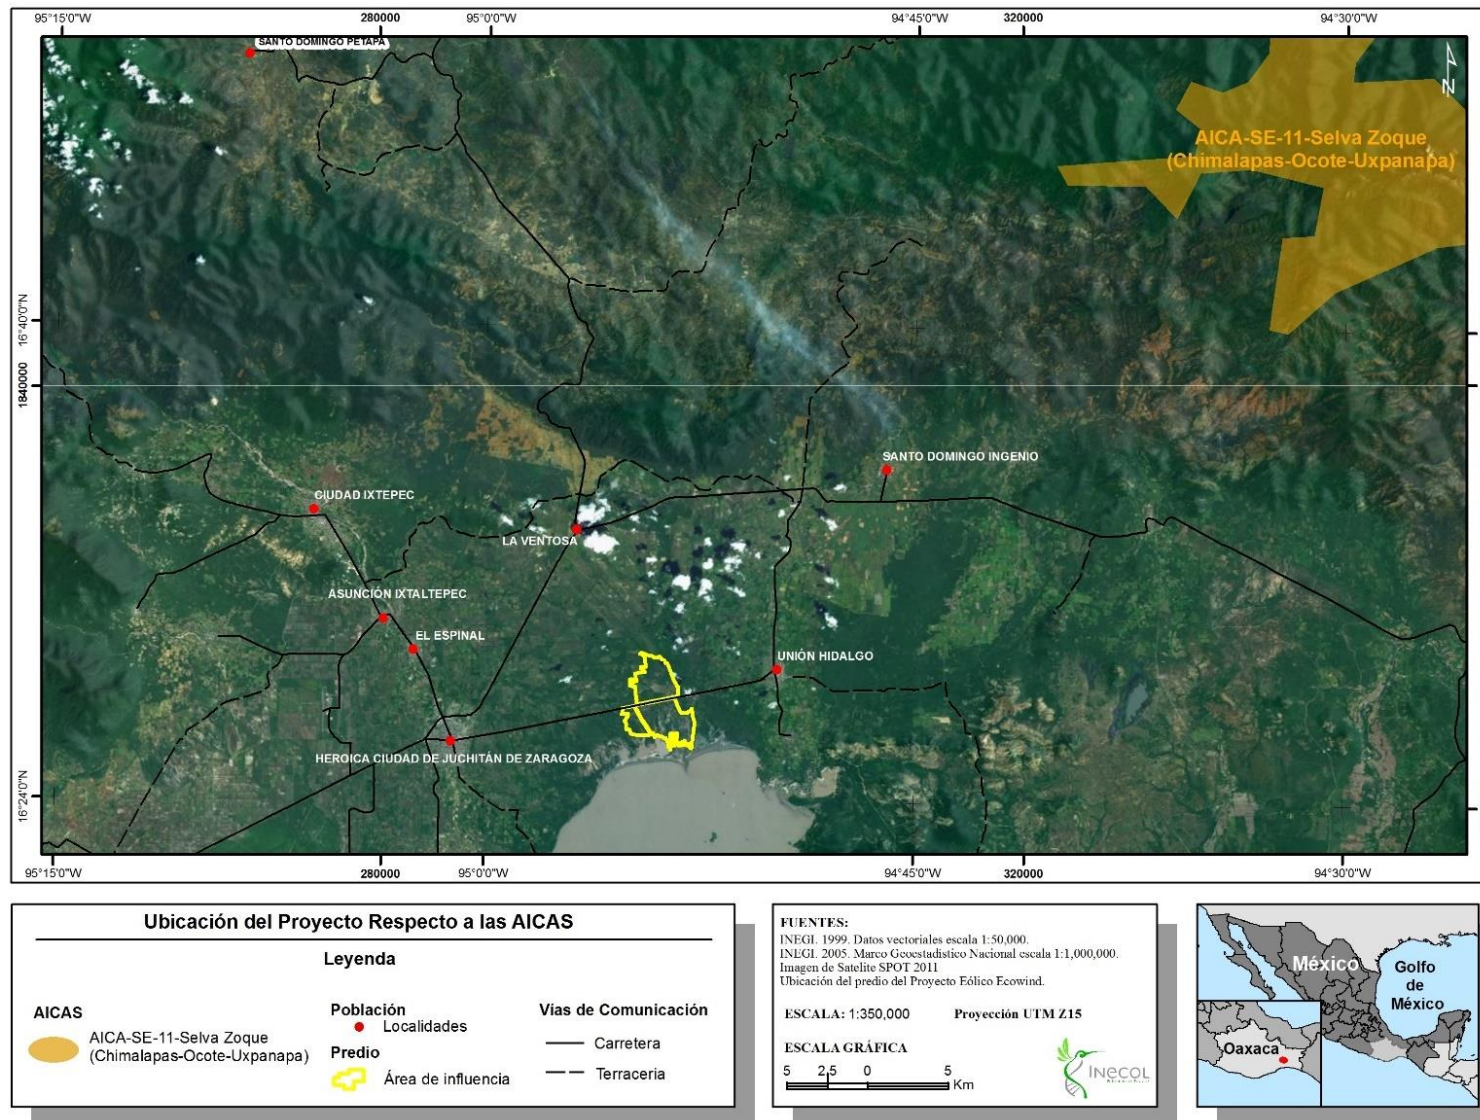 95°15'0"W
280000
95°0'0"W
94°45'0"W
320000
94°30'0"W
SANTO DOMINGO PETAPA
N
AICA-SE-11-Selva Zoque
(Chimalapas-Ocote-Uxpanapa)
16°40'0"N
1840000
SANTO DOMINGO INGENIO
CIUDAD IXTEPEC
LA VENTOSA
ASUNCIÓN IXTALTEPEC
EL ESPINAL
UNIÓN HIDALGO
HEROICA CIUDAD DE JUCHITÁN DE ZARAGOZA
16°24'0"N
95°15'0"W
280000
95°0'0"W
94°45'0"W
320000
94°30'0"W
Ubicación del Proyecto Respecto a las AICAS
Leyenda
AICAS
AICA-SE-11-Selva Zoque
(Chimalapas-Ocote-Uxpanapa)
Población
Localidades
Predio
Área de influencia
Vías de Comunicación
Carretera
Terraceria
FUENTES:
INEGI. 1999. Datos vectoriales escala 1:50,000.
INEGI. 2005. Marco Geoestadistico Nacional escala 1:1,000,000.
Imagen de Satelite SPOT 2011
Ubicación del predio del Proyecto Eólico Ecowind.
ESCALA: 1:350,000 Proyección UTM Z15
ESCALA GRÁFICA
5 2,5 0 5
Km
INECOL
México
Golfo
de
México
Oaxaca